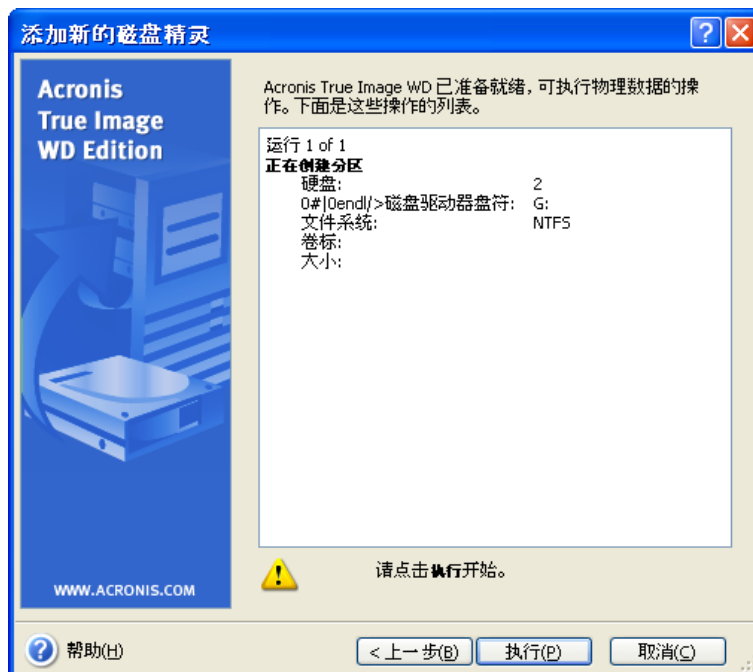 添加新的磁盘精灵
Acronis
True Image
WD Edition
Acronis True Image WD 已准备就绪，可执行物理数据的操
作。下面是这些操作的列表。
运行 1 of 1
正在创建分区
硬盘: 2
0#|0endl/>磁盘驱动器盘符: G:
文件系统: NTFS
卷标:
大小:
请点击执行开始。
WWW.ACRONIS.COM
帮助(H)
<上一步(B)
执行(P)
取消(C)